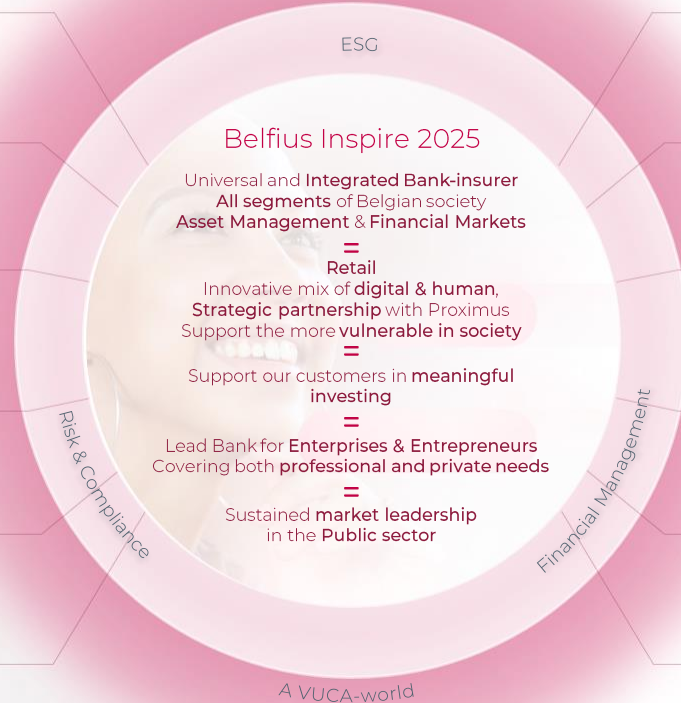 ESG
Belfius Inspire 2025
Universal and Integrated Bank-insurer
All segments of Belgian society
Asset Management & Financial Markets
=
Retail
Innovative mix of digital & human,
Strategic partnership with Proximus
Support the more vulnerable in society
=
Support our customers in meaningful
investing
=
Lead Bank for Enterprises & Entrepreneurs
Covering both professional and private needs
=
Sustained market leadership
in the Public sector
Risk & Compliance
Financial Management
A VUCA-world